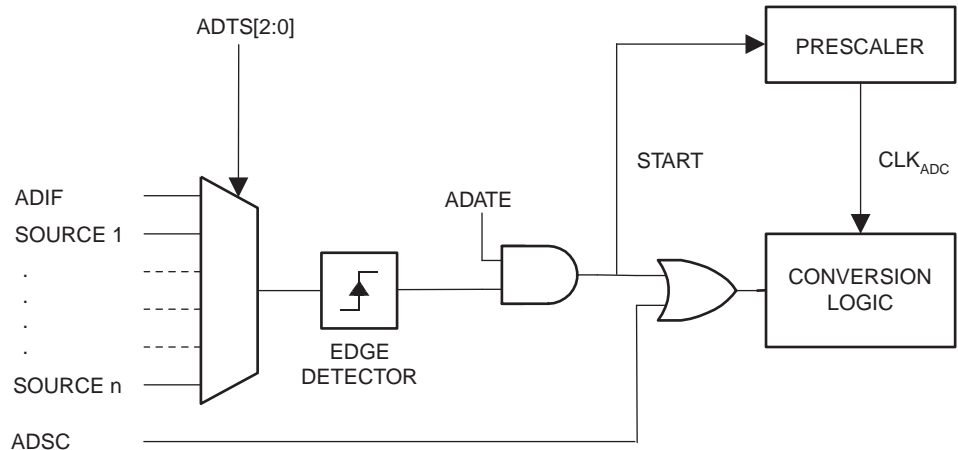 ADTS[2:0]
PRESCALER
START
CLKADC
ADIF
ADATE
SOURCE 1
.
.
.
.
CONVERSION
LOGIC
EDGE
DETECTOR
SOURCE n
ADSC